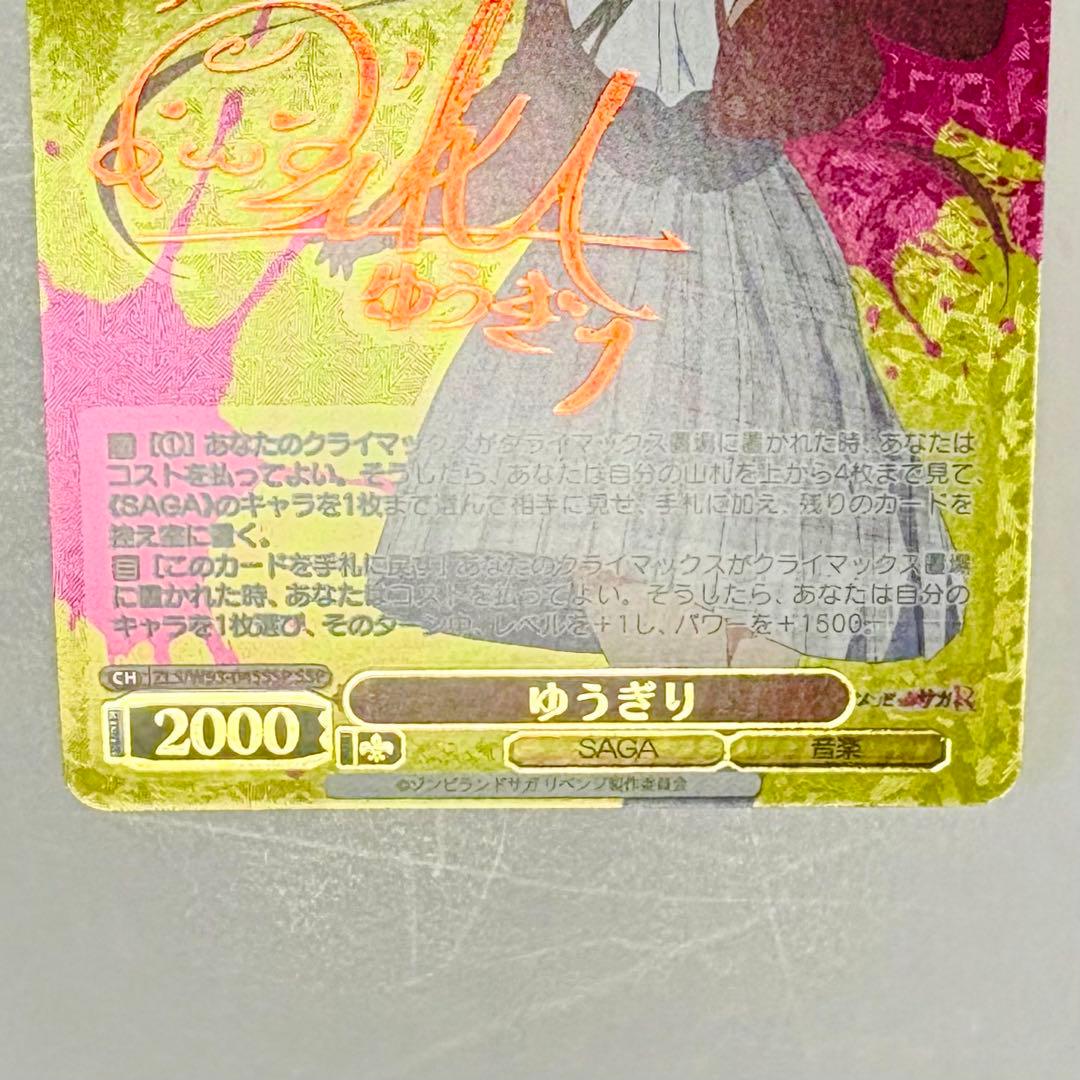 ゆうぎり
【自】 [①] あなたのクライマックスがクライマックス置場に置かれた時、あなたは
コストを払ってよい。そうしたら、あなたは自分の山札を上から4枚まで見て、
《SAGA》のキャラを1枚まで選んで相手に見せ、手札に加え、残りのカードを
控え室に置く。
【自】 [このカードを手札に戻す] あなたのクライマックスがクライマックス置場
に置かれた時、あなたはコストを払ってよい。そうしたら、あなたは自分の
キャラを1枚選び、そのターン中、レベルを+1し、パワーを+1500。
CH ZLS/W93-045SSP SSP
ゆうぎり
2000
SAGA
音楽
©ゾンビランドサガ リベンジ製作委員会